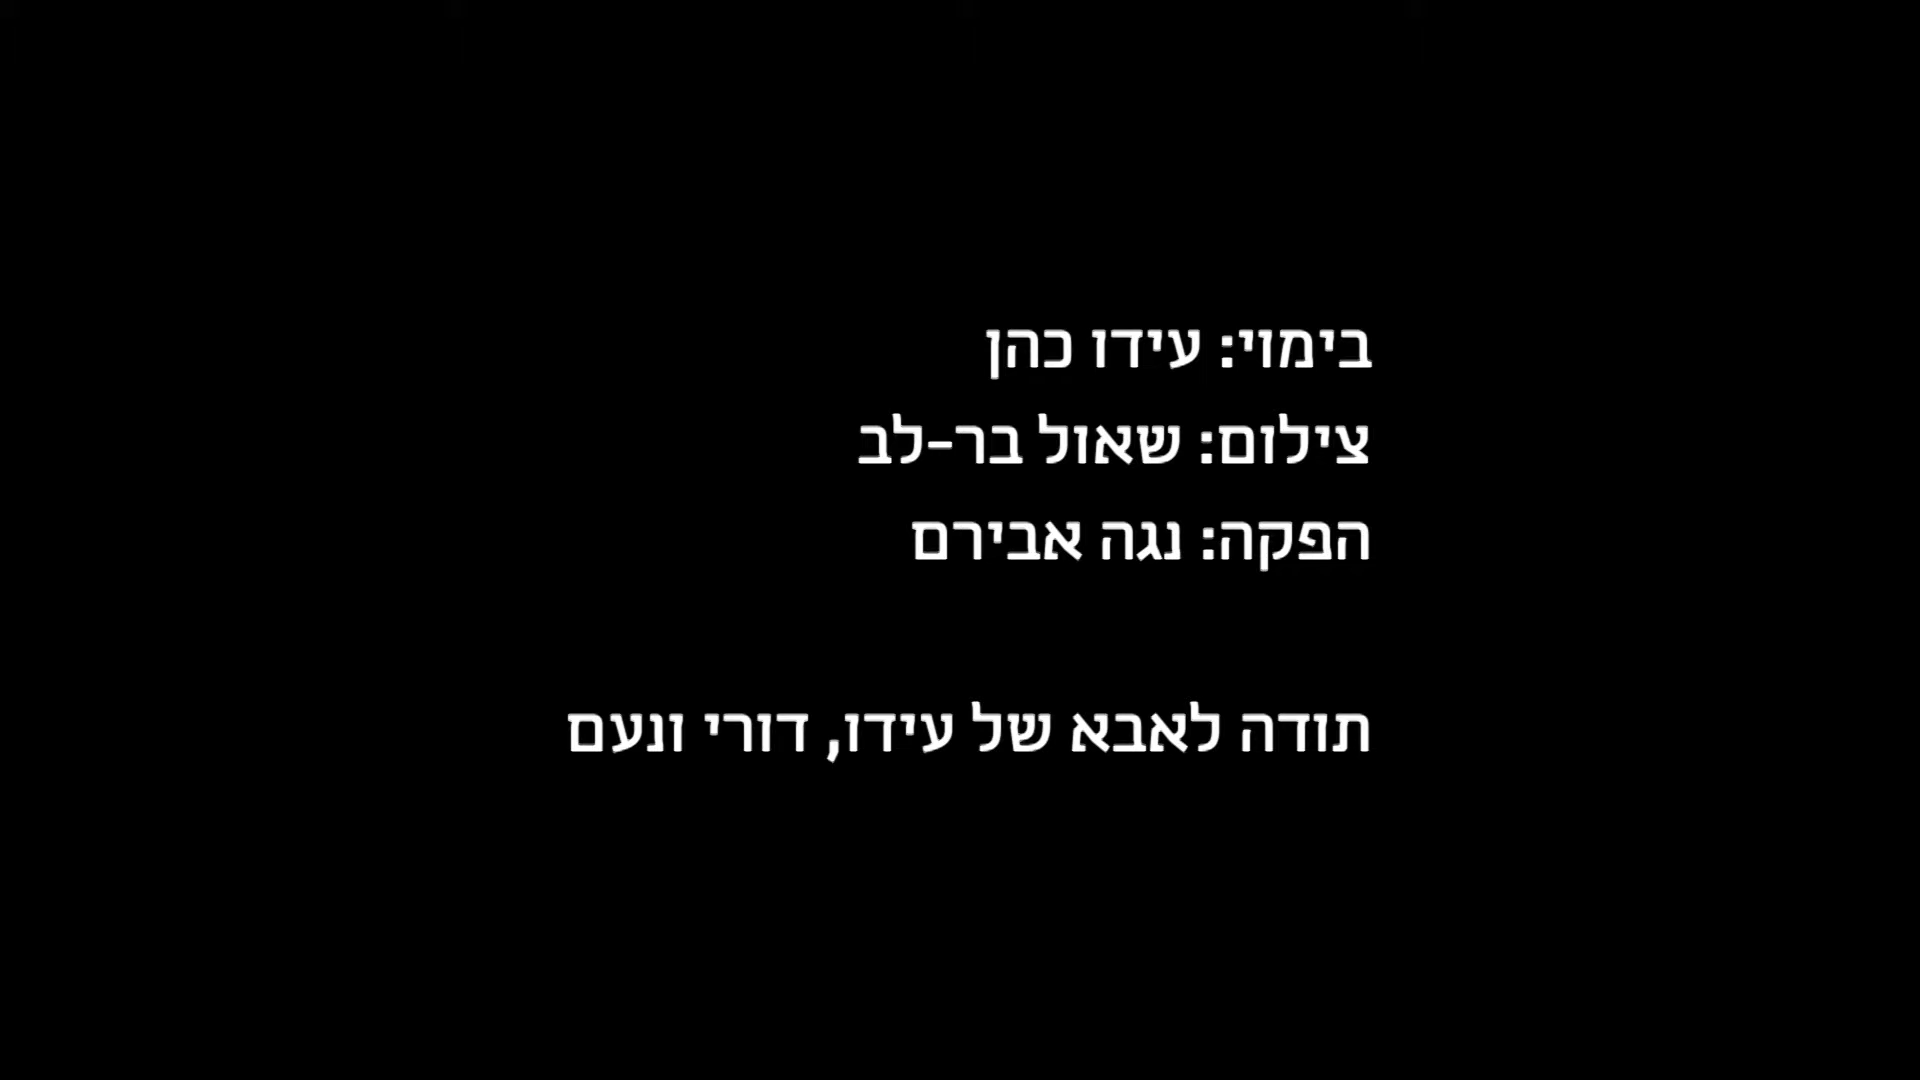 בימוי: עידו כהן
צילום: שאול בר-לב
הפקה: נגה אבירם
תודה לאבא של עידו, דורי ונעם